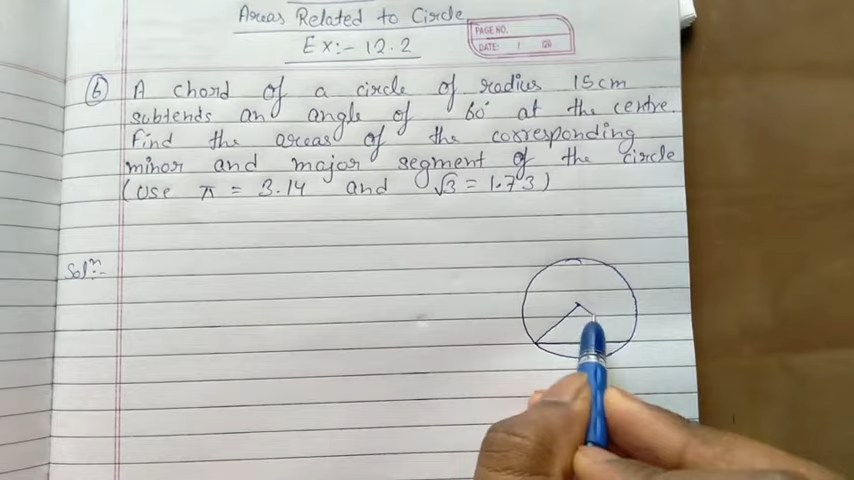 Areas Related to Circle
Ex:- 12.2
PAGE NO.
DATE: / /20
6 A chord of a circle of radius 15cm
subtends an angle of 60° at the centre.
Find the areas of the corresponding
minor and major segment of the circle
(Use π = 3.14 and √3 = 1.73)
Solⁿ:-